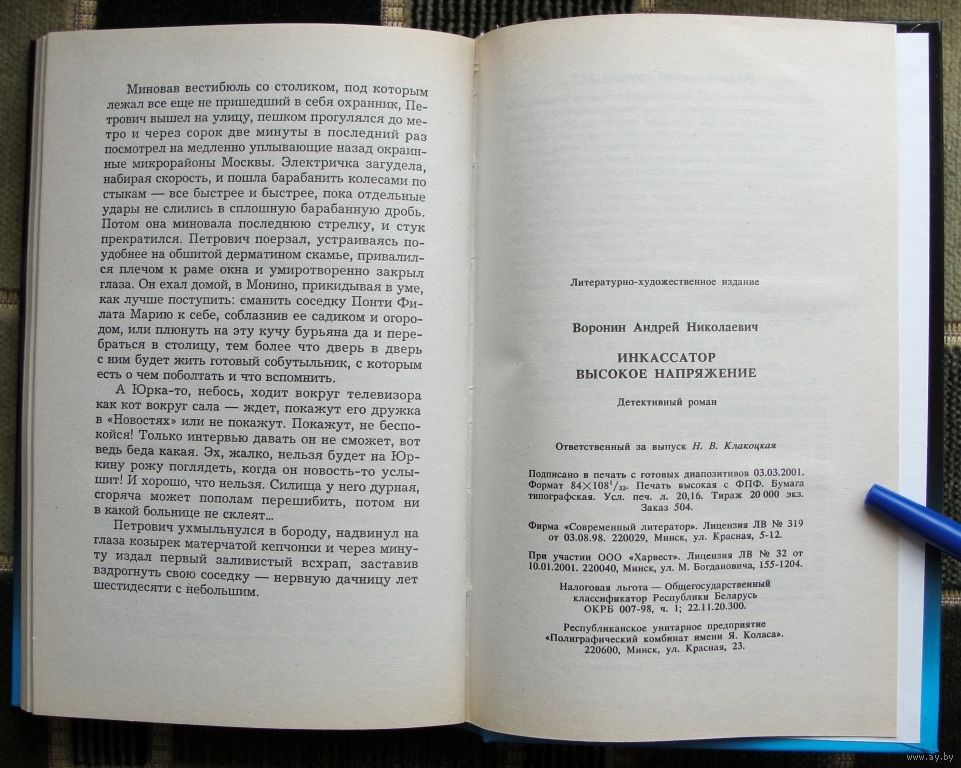 Миновав вестибюль со столиком, под которым
лежал все еще не пришедший в себя охранник, Пе-
трович вышел на улицу, пешком прогулялся до ме-
тро и через сорок две минуты в последний раз
посмотрел на медленно уплывающие назад окраин-
ные микрорайоны Москвы. Электричка загудела,
набирая скорость, и пошла барабанить колесами по
стыкам — все быстрее и быстрее, пока отдельные
удары не слились в сплошную барабанную дробь.
Потом она миновала последнюю стрелку, и стук
прекратился. Петрович поерзал, устраиваясь по-
удобнее на обшитой дерматином скамье, привалил-
ся плечом к раме окна и умиротворенно закрыл
глаза. Он ехал домой, в Монино, прикидывая в уме,
как лучше поступить: сманить соседку Понти Фи-
лата Марию к себе, соблазнив ее садиком и огоро-
дом, или плюнуть на эту кучу бурьяна да и пере-
браться в столицу, тем более что дверь в дверь
с ним будет жить готовый собутыльник, с которым
есть о чем поболтать и что вспомнить.
А Юрка-то, небось, ходит вокруг телевизора
как кот вокруг сала — ждет, покажут его дружка
в «Новостях» или не покажут. Покажут, не беспо-
койся! Только интервью давать он не сможет, вот
ведь беда какая. Эх, жалко, нельзя будет на Юр-
кину рожу поглядеть, когда он новость-то услы-
шит! И хорошо, что нельзя. Силища у него дурная,
сгоряча может пополам перешибить, потом ни
в какой больнице не склеят...
Петрович ухмыльнулся в бороду, надвинул на
глаза козырек матерчатой кепчонки и через мину-
ту издал первый заливистый всхрап, заставив
вздрогнуть свою соседку — нервную дачницу лет
шестидесяти с небольшим.
Литературно-художественное издание
Воронин Андрей Николаевич
ИНКАССАТОР
ВЫСОКОЕ НАПРЯЖЕНИЕ
Детективный роман
Ответственный за выпуск Н. В. Клакоцкая
Подписано в печать с готовых диапозитивов 03.03.2001.
Формат 84×108¹/₃₂. Печать высокая с ФПФ. Бумага
типографская. Усл. печ. л. 20,16. Тираж 20 000 экз.
Заказ 504.
Фирма «Современный литератор». Лицензия ЛВ № 319
от 03.08.98. 220029, Минск, ул. Красная, 5-12.
При участии ООО «Харвест». Лицензия ЛВ № 32 от
10.01.2001. 220040, Минск, ул. М. Богдановича, 155-1204.
Налоговая льгота — Общегосударственный
классификатор Республики Беларусь
ОКРБ 007-98, ч. 1; 22.11.20.300.
Республиканское унитарное предприятие
«Полиграфический комбинат имени Я. Коласа».
220600, Минск, ул. Красная, 23.
www.ay.by